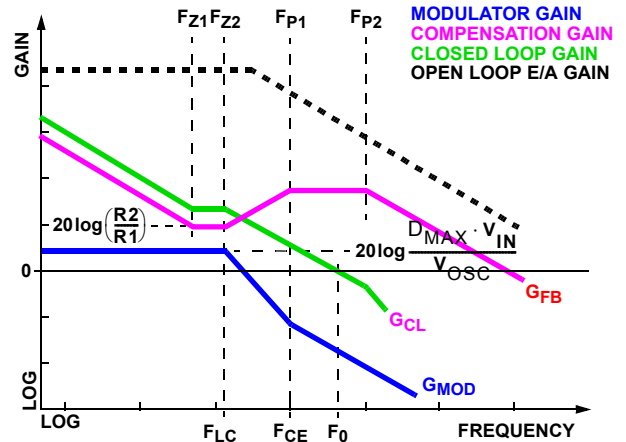 F_Z1 F_Z2 F_P1 F_P2
MODULATOR GAIN
COMPENSATION GAIN
CLOSED LOOP GAIN
OPEN LOOP E/A GAIN
GAIN
20log(R2/R1)
20log D_MAX · V_IN / V_OSC
0
G_FB
G_CL
G_MOD
LOG
LOG
F_LC F_CE F_0
FREQUENCY